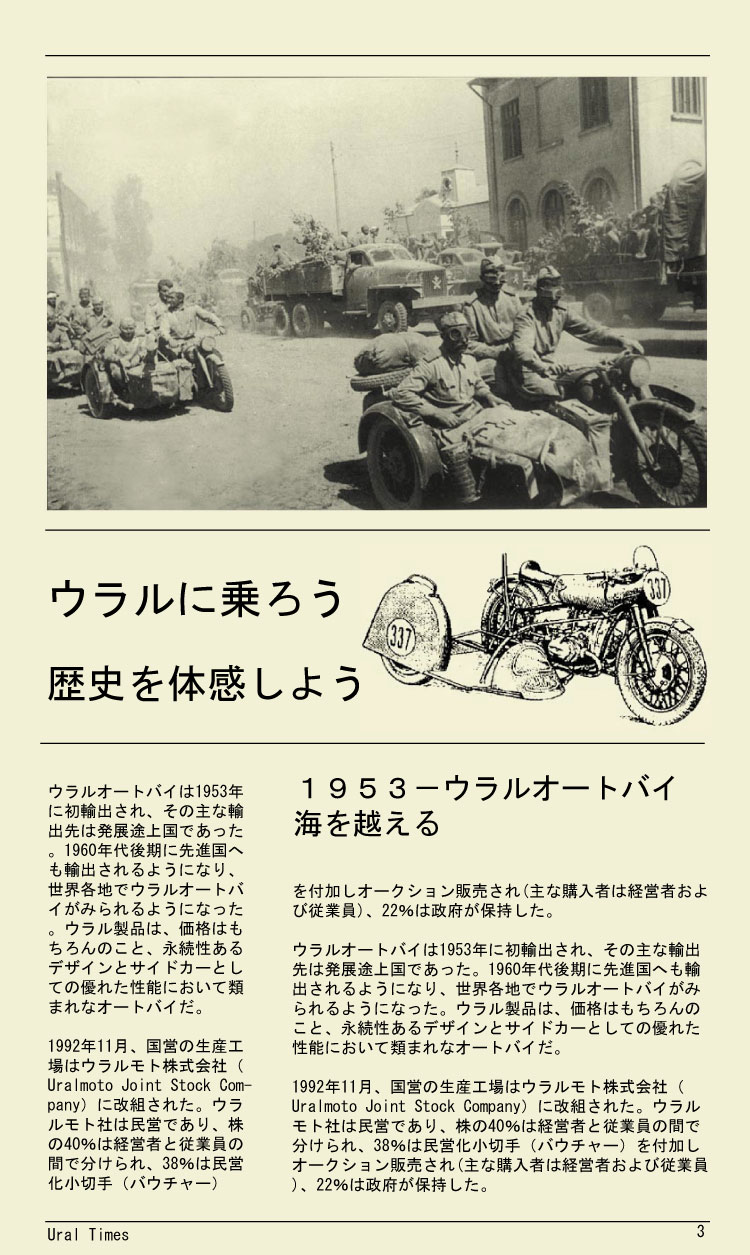 337
337
ウラルに乗ろう
歴史を体感しよう
ウラルオートバイは1953年
に初輸出され、その主な輸
出先は発展途上国であった
。1960年代後期に先進国へ
も輸出されるようになり、
世界各地でウラルオートバ
イがみられるようになった
。ウラル製品は、価格はも
ちろんのこと、永続性ある
デザインとサイドカーとし
ての優れた性能において類
まれなオートバイだ。
1992年11月、国営の生産工
場はウラルモト株式会社（
Uralmoto Joint Stock Com-
pany）に改組された。ウラ
ルモト社は民営であり、株
の40%は経営者と従業員の
間で分けられ、38%は民営
化小切手（バウチャー）
１９５３－ウラルオートバイ
海を越える
を付加しオークション販売され(主な購入者は経営者およ
び従業員)、22%は政府が保持した。
ウラルオートバイは1953年に初輸出され、その主な輸出
先は発展途上国であった。1960年代後期に先進国へも輸
出されるようになり、世界各地でウラルオートバイがみ
られるようになった。ウラル製品は、価格はもちろんの
こと、永続性あるデザインとサイドカーとしての優れた
性能において類まれなオートバイだ。
1992年11月、国営の生産工場はウラルモト株式会社（
Uralmoto Joint Stock Company）に改組された。ウラル
モト社は民営であり、株の40%は経営者と従業員の間で
分けられ、38%は民営化小切手（バウチャー）を付加し
オークション販売され(主な購入者は経営者および従業員
)、22%は政府が保持した。
Ural Times
3